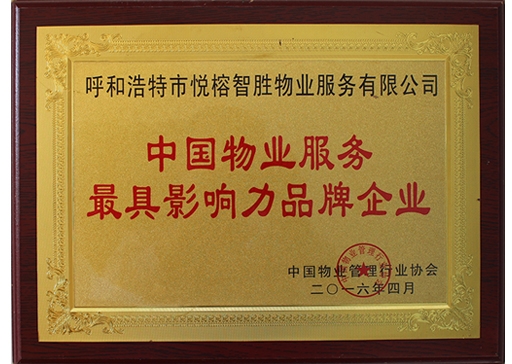 呼和浩特市悦榕智胜物业服务有限公司
中国物业服务
最具影响力品牌企业
中国物业管理行业协会
二〇一六年四月